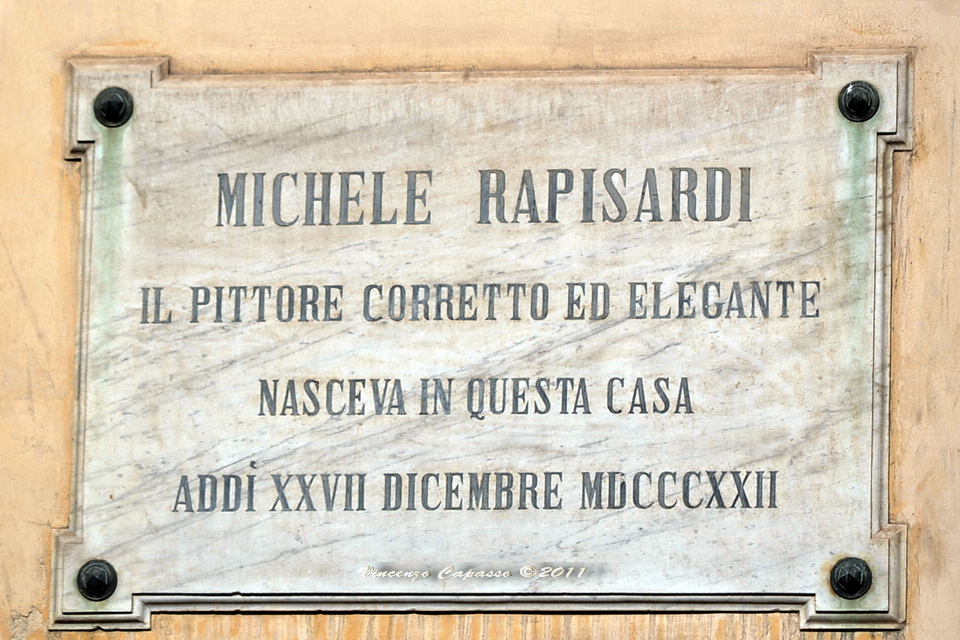 MICHELE RAPISARDI
IL PITTORE CORRETTO ED ELEGANTE
NASCEVA IN QUESTA CASA
ADDÌ XXVII DICEMBRE MDCCCXXII
Vincenzo Capasso ©2011